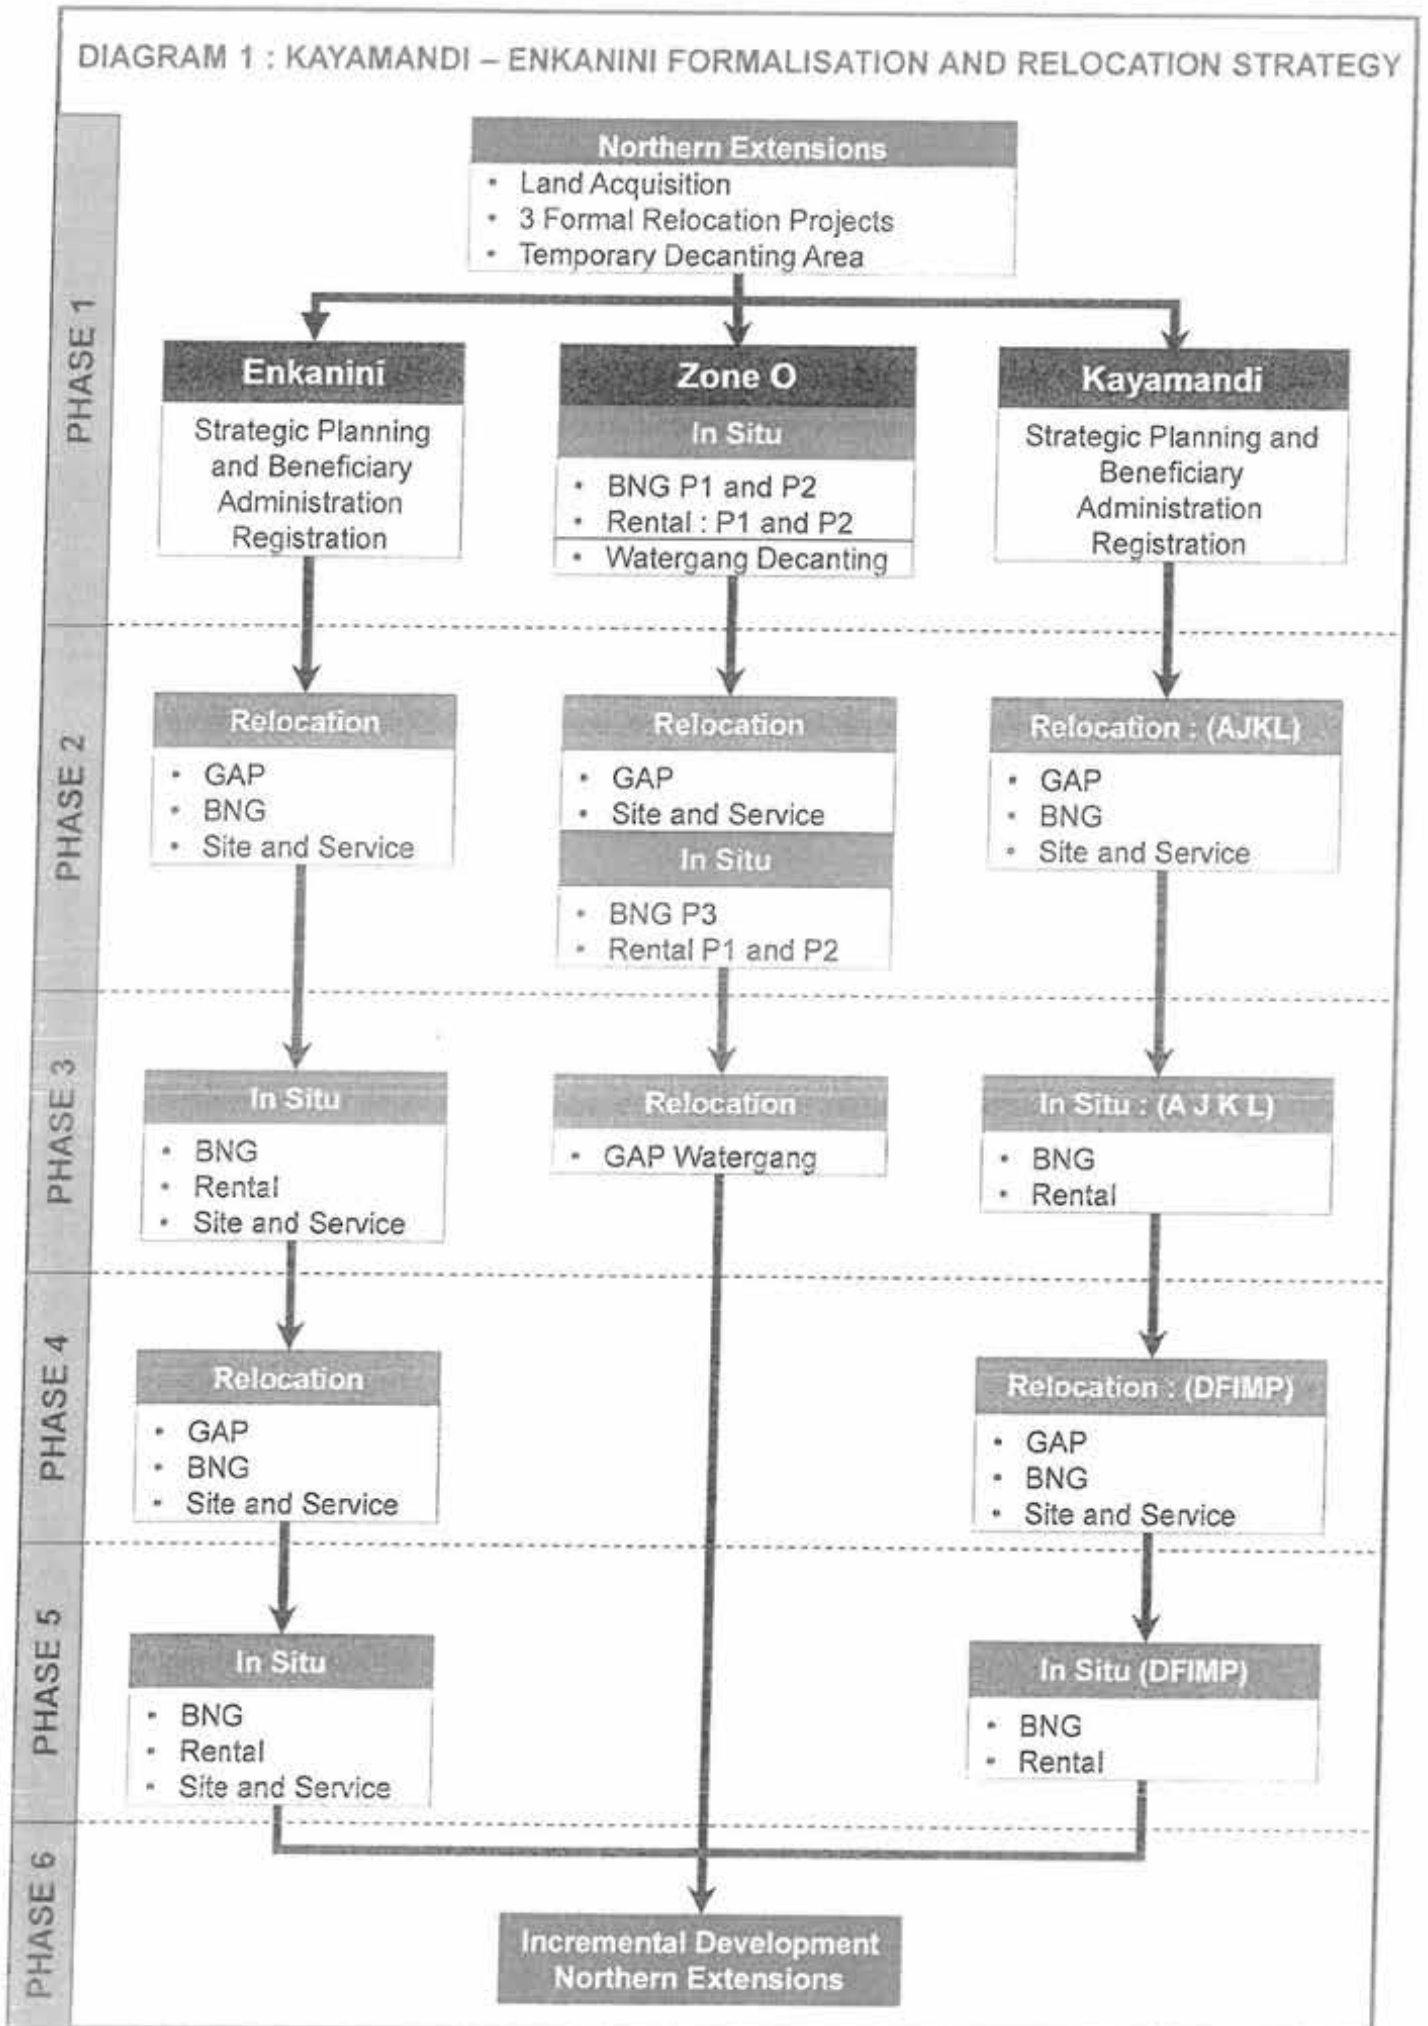 DIAGRAM 1 : KAYAMANDI – ENKANINI FORMALISATION AND RELOCATION STRATEGY
PHASE 1
Northern Extensions
• Land Acquisition
• 3 Formal Relocation Projects
• Temporary Decanting Area
Enkanini
Strategic Planning
and Beneficiary
Administration
Registration
Zone O
In Situ
• BNG P1 and P2
• Rental : P1 and P2
• Watergang Decanting
Kayamandi
Strategic Planning and
Beneficiary
Administration
Registration
PHASE 2
Relocation
• GAP
• BNG
• Site and Service
Relocation
• GAP
• Site and Service
In Situ
• BNG P3
• Rental P1 and P2
Relocation : (AJKL)
• GAP
• BNG
• Site and Service
PHASE 3
In Situ
• BNG
• Rental
• Site and Service
Relocation
• GAP Watergang
In Situ : (A J K L)
• BNG
• Rental
PHASE 4
Relocation
• GAP
• BNG
• Site and Service
Relocation : (DFIMP)
• GAP
• BNG
• Site and Service
PHASE 5
In Situ
• BNG
• Rental
• Site and Service
In Situ (DFIMP)
• BNG
• Rental
PHASE 6
Incremental Development
Northern Extensions